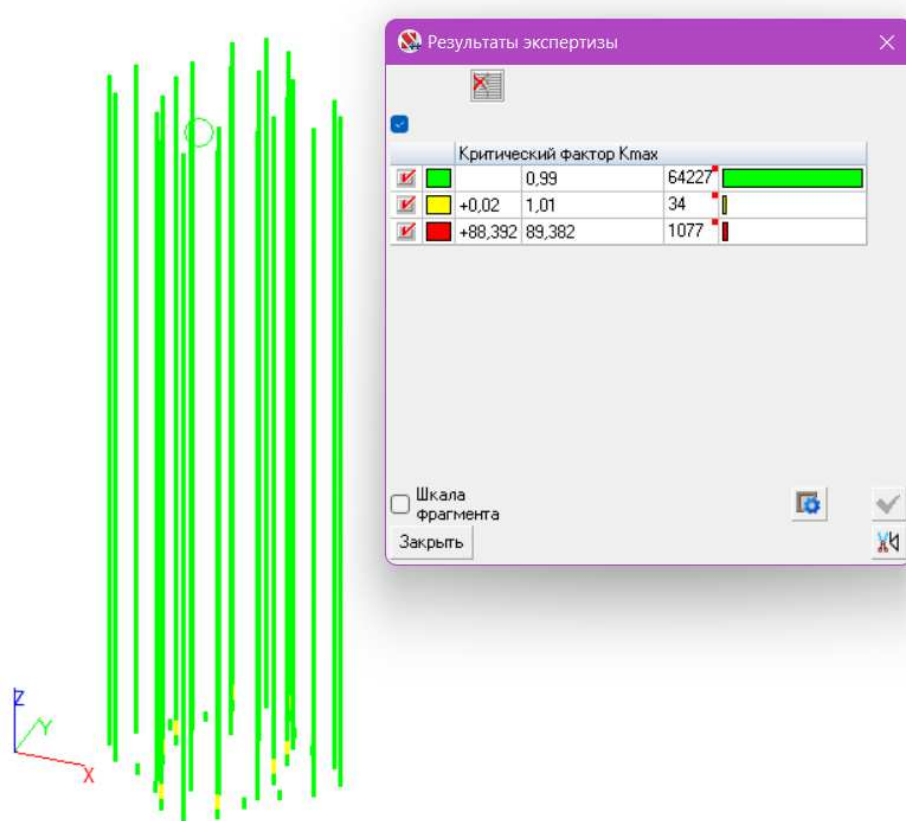 Результаты экспертизы
Критический фактор Kmax
0,99 64227
+0,02 1,01 34
+88,392 89,382 1077
Шкала
фрагмента
Закрыть
Z
Y
X